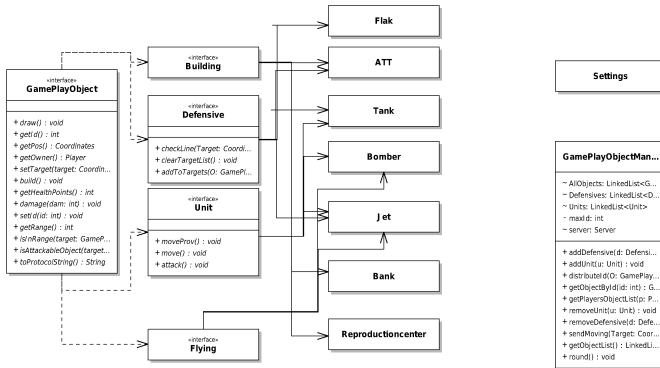 «interface»
GamePlayObject
+ draw() : void
+ getId() : int
+ getPos() : Coordinates
+ getOwner() : Player
+ setTarget(target: Coordin...
+ build() : void
+ getHealthPoints() : int
+ damage(dam: int) : void
+ setId(id: int) : void
+ getRange() : int
+ isInRange(target: GameP...
+ isAttackableObject(target...
+ toProtocolString() : String
«interface»
Building
«interface»
Defensive
+ checkLine(Target: Coordi...
+ clearTargetList() : void
+ addToTargets(O: GamePl...
«interface»
Unit
+ moveProv() : void
+ move() : void
+ attack() : void
«interface»
Flying
Flak
ATT
Tank
Bomber
Jet
Bank
Reproductioncenter
Settings
GamePlayObjectMan...
~ AllObjects: LinkedList<G...
~ Defensives: LinkedList<D...
~ Units: LinkedList<Unit>
- maxId: int
~ server: Server
+ addDefensive(d: Defensi...
+ addUnit(u: Unit) : void
+ distributeId(O: GamePlay...
+ getObjectById(id: int) : G...
+ getPlayersObjectList(p: P...
+ removeUnit(u: Unit) : void
+ removeDefensive(d: Defe...
+ sendMoving(Target: Coor...
+ getObjectList() : LinkedLi...
+ round() : void